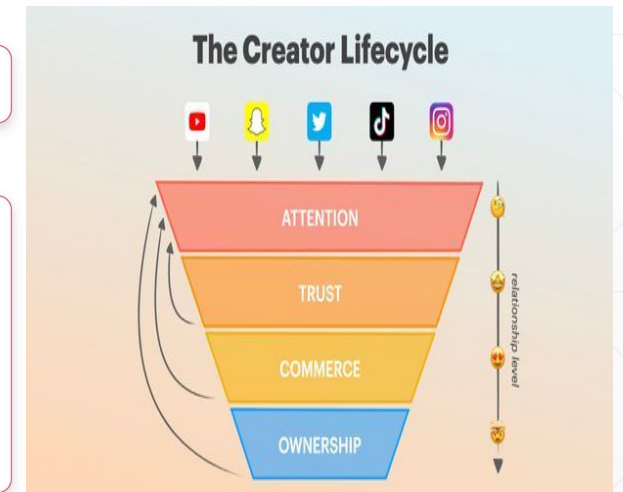 The Creator Lifecycle
ATTENTION
TRUST
COMMERCE
OWNERSHIP
relationship level